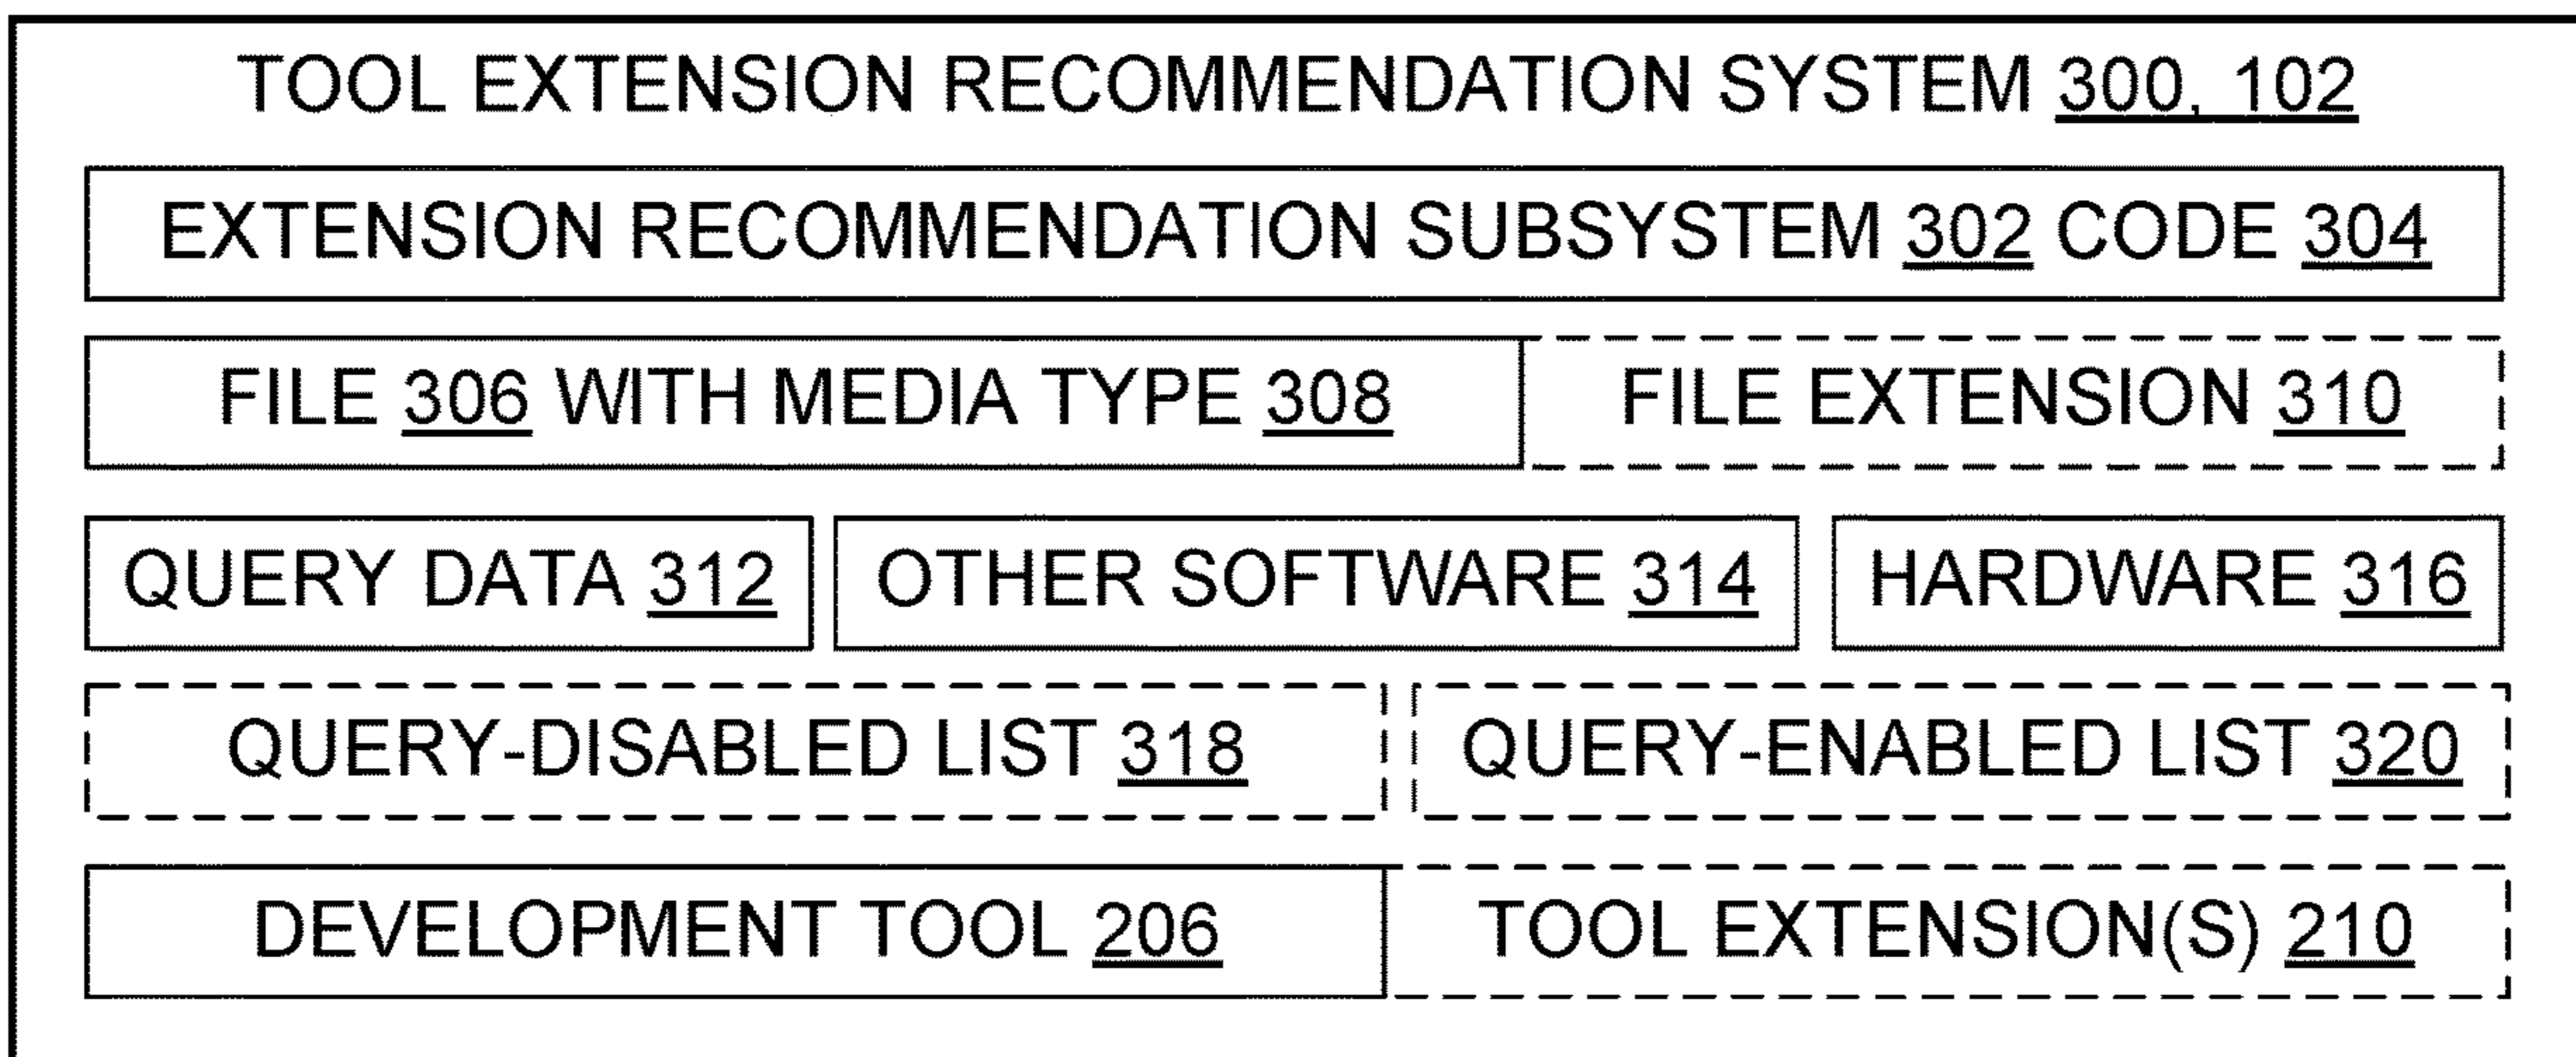 TOOL EXTENSION RECOMMENDATION SYSTEM 300, 102
EXTENSION RECOMMENDATION SUBSYSTEM 302 CODE 304
FILE 306 WITH MEDIA TYPE 308 FILE EXTENSION 310
QUERY DATA 312 OTHER SOFTWARE 314 HARDWARE 316
QUERY-DISABLED LIST 318 QUERY-ENABLED LIST 320
DEVELOPMENT TOOL 206 TOOL EXTENSION(S) 210